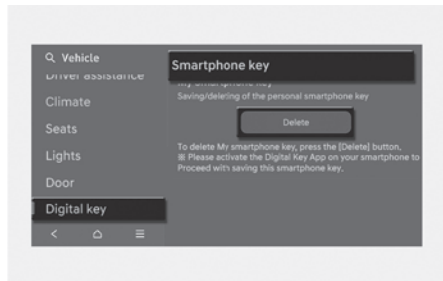 Vehicle
Driver assistance
Climate
Seats
Lights
Door
Digital key
Smartphone key
My smartphone key
Saving/deleting of the personal smartphone key
Delete
To delete My smartphone key, press the [Delete] button.
※ Please activate the Digital Key App on your smartphone to
Proceed with saving this smartphone key.